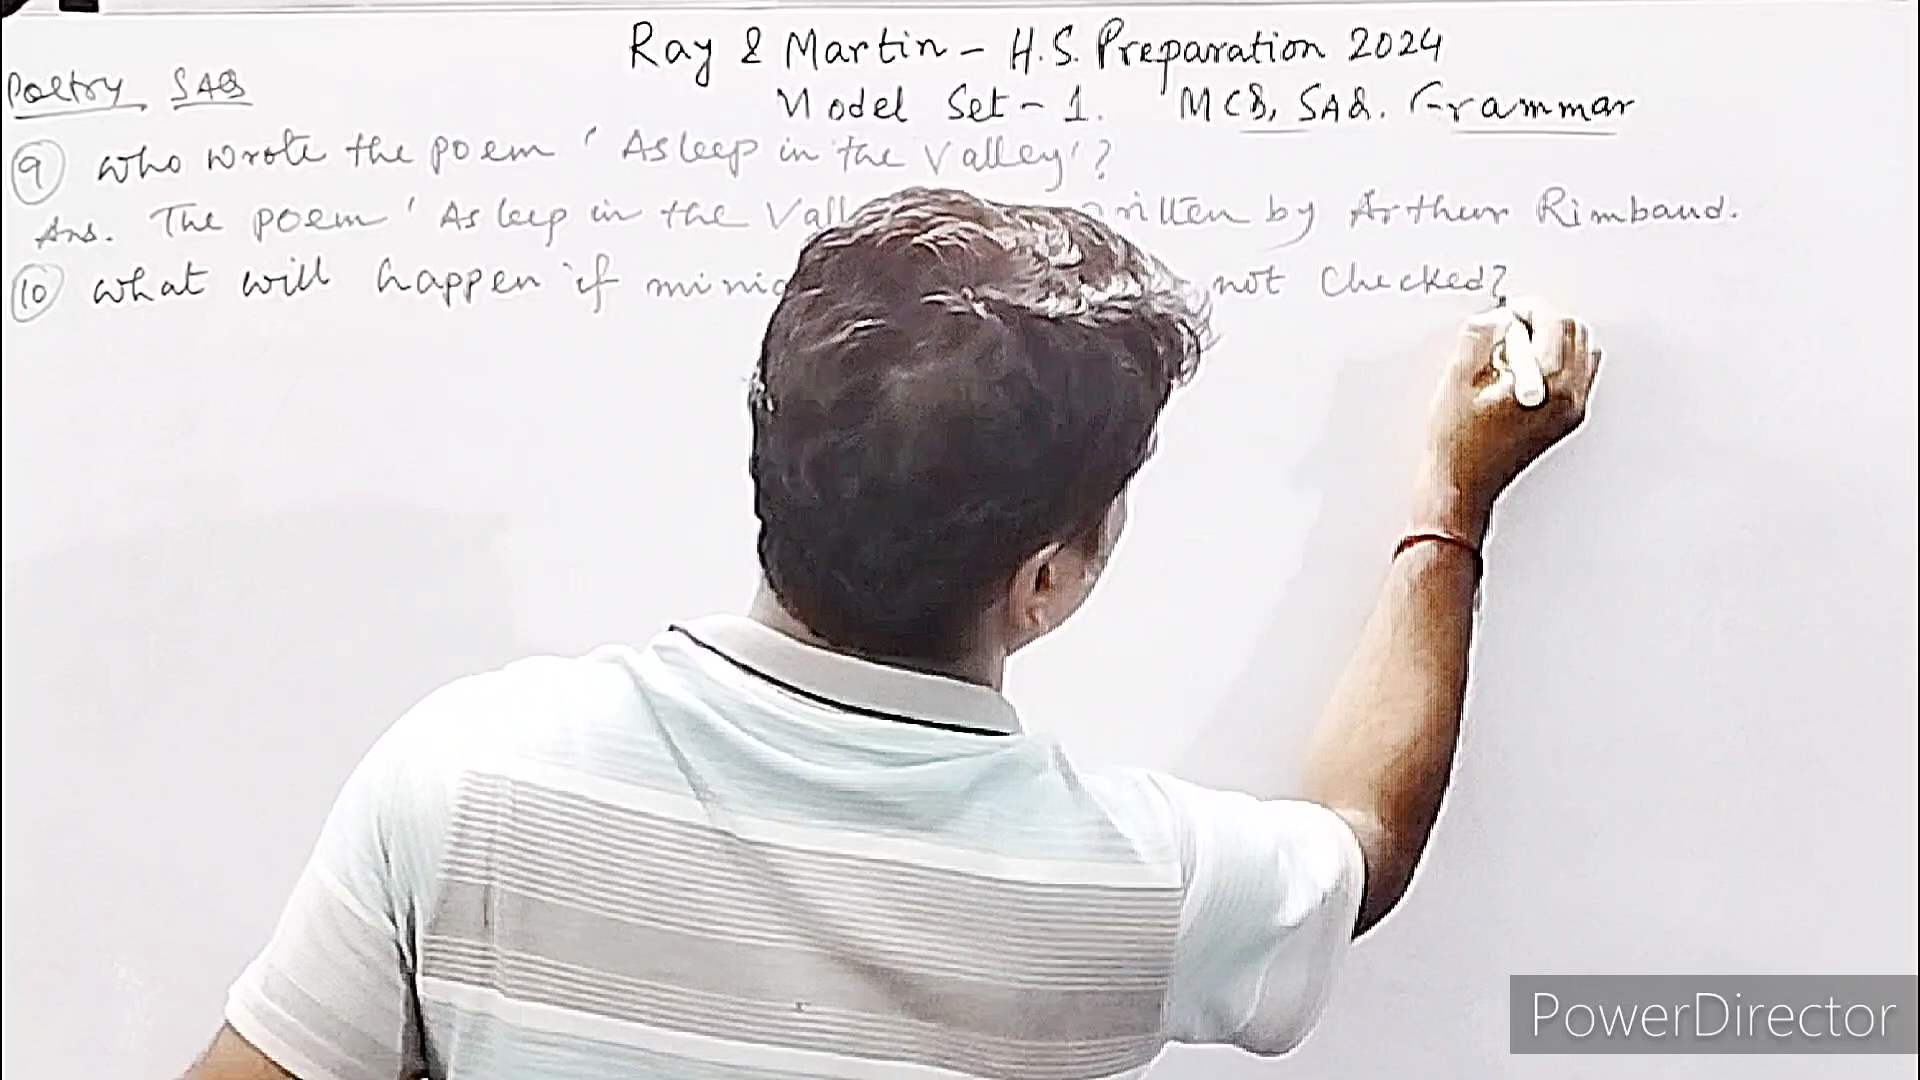 Ray & Martin - H.S. Preparation 2024
Poetry SAQ
Model Set - 1. MCQ, SAQ. Grammar
9 Who wrote the poem 'Asleep in the Valley'?
Ans. The poem 'Asleep in the written by Arthur Rimbaud.
10 What will happen if not Checked?
PowerDirector